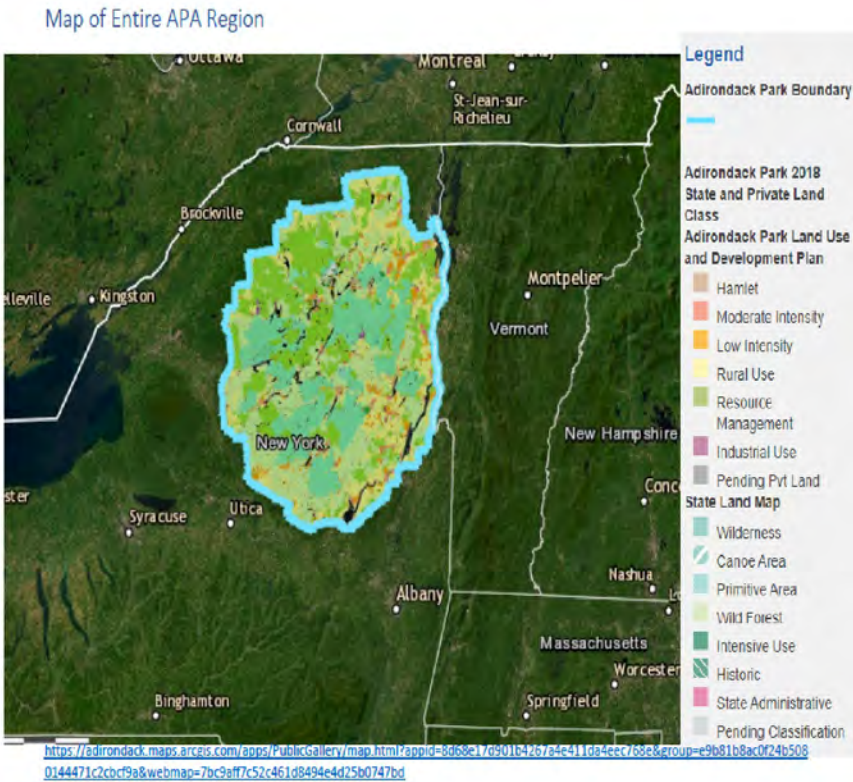 Map of Entire APA Region
Ottawa
Montreal
St-Jean-sur-
Richelieu
Cornwall
Brockville
Kingston
elleville
Montpelier
Vermont
New York
New Hampshire
Conc
ster
Syracuse
Utica
Nashua
Albany
Massachusetts
Worcester
Binghamton
Springfield
Legend
Adirondack Park Boundary
Adirondack Park 2018
State and Private Land
Class
Adirondack Park Land Use
and Development Plan
Hamlet
Moderate Intensity
Low Intensity
Rural Use
Resource
Management
Industrial Use
Pending Pvt Land
State Land Map
Wilderness
Canoe Area
Primitive Area
Wild Forest
Intensive Use
Historic
State Administrative
Pending Classification
https://adirondack.maps.arcgis.com/apps/PublicGallery/map.html?appid=8d68e17d901b4267a4e411da4eec768e&group=e9b81b8ac0f24b508
0144471c2cbcf9a&webmap=7bc9aff7c52c461d8494e4d25b0747bd